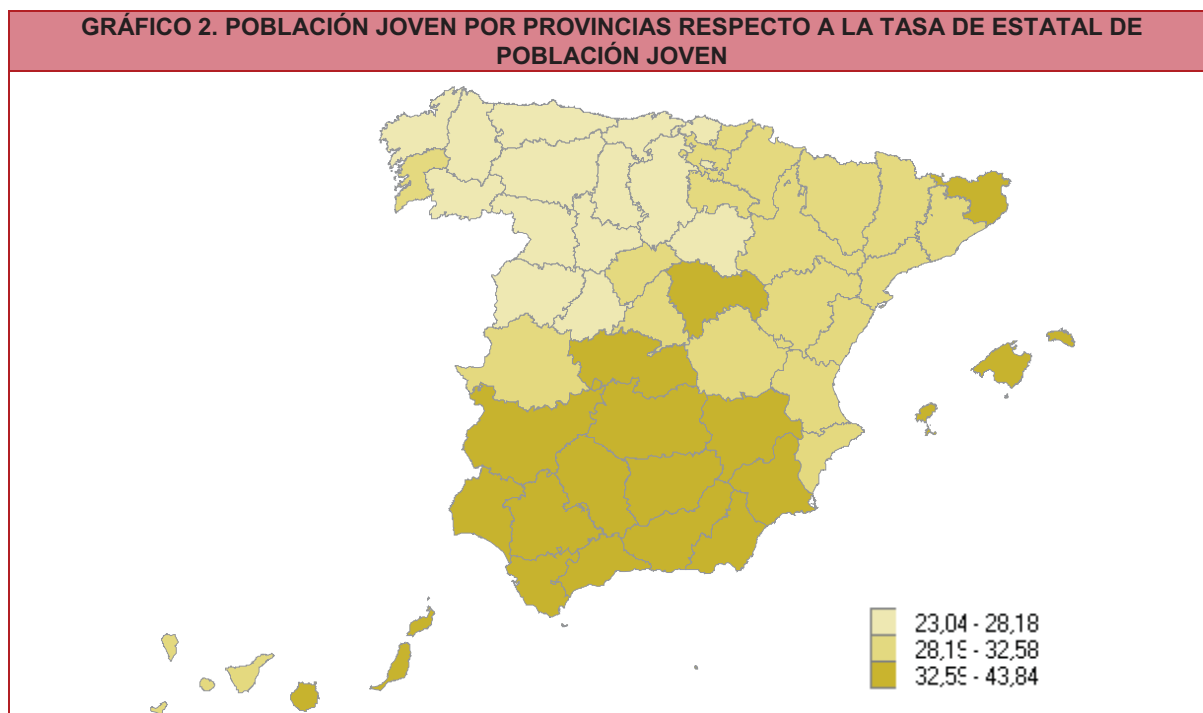 GRÁFICO 2. POBLACIÓN JOVEN POR PROVINCIAS RESPECTO A LA TASA DE ESTATAL DE
POBLACIÓN JOVEN
23,04 - 28,18
28,19 - 32,58
32,59 - 43,84